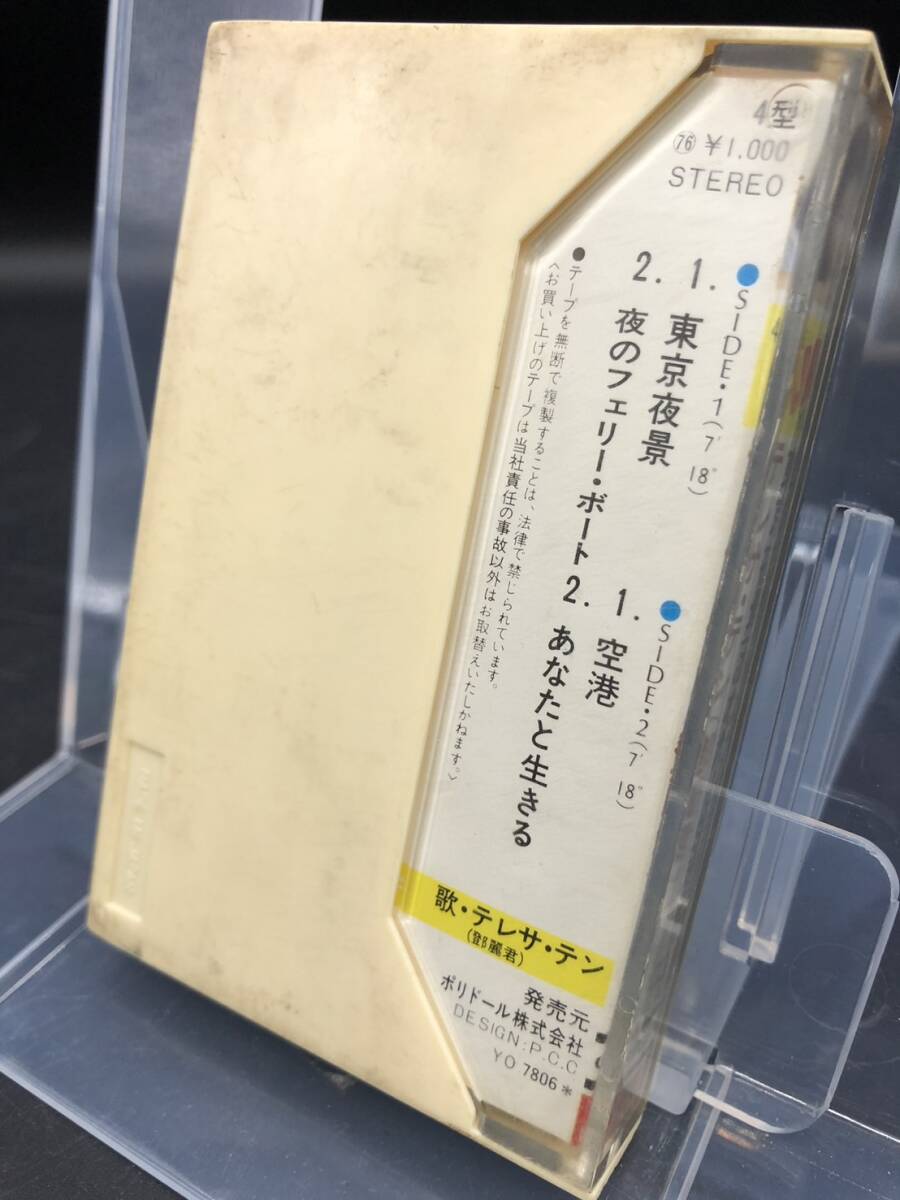 4型
㊆ ¥1.000
STEREO
●SIDE・1(7′18″)
1. 東京夜景
2. 夜のフェリー・ボート
●SIDE・2(7′18″)
1. 空港
2. あなたと生きる
●テープを無断で複製することは、法律で禁じられています。
〈お買い上げのテープは当社責任の事故以外はお取替えいたしかねます。〉
歌・テレサ・テン
(鄧麗君)
発売元
ポリドール株式会社
DESIGN:P.C.C
YO 7806*